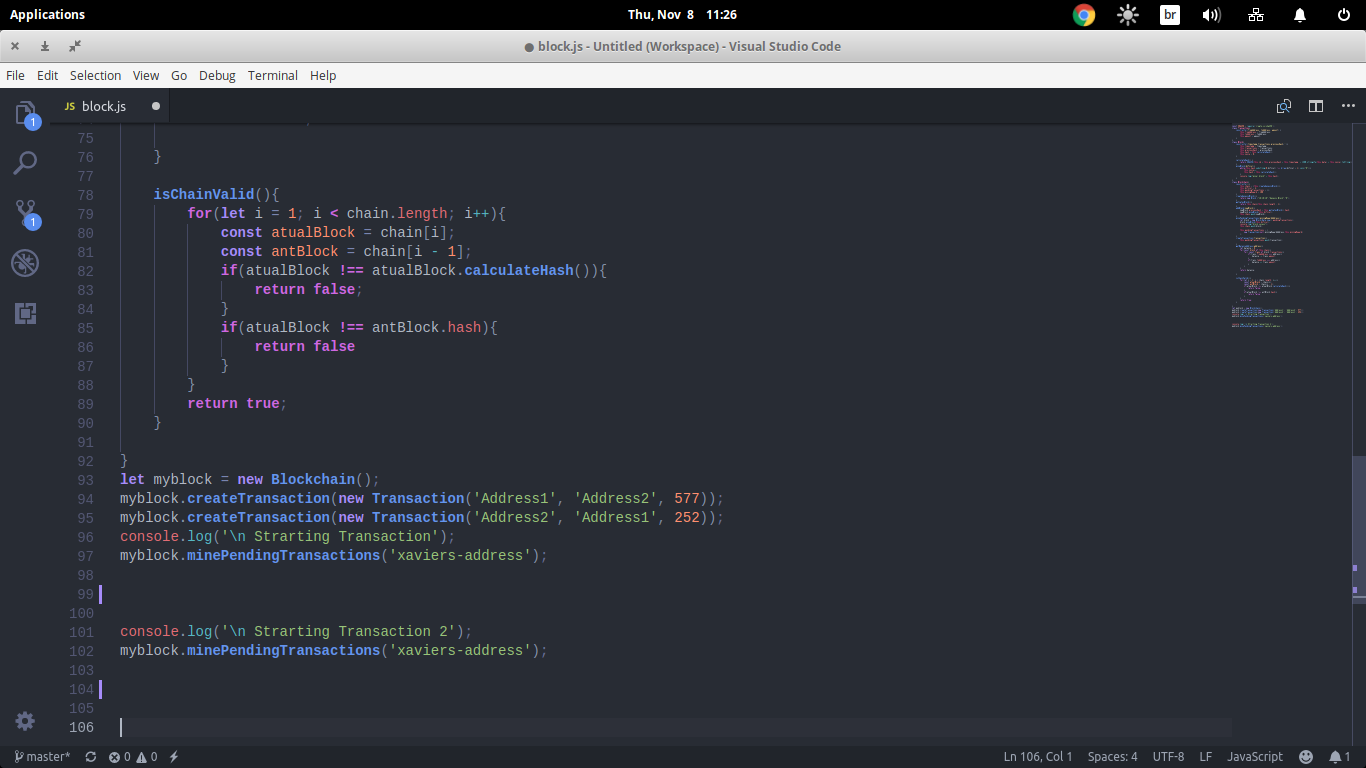 Applications
Thu, Nov 8 11:26
br
● block.js - Untitled (Workspace) - Visual Studio Code
File Edit Selection View Go Debug Terminal Help
JS block.js ●
1
1
75
76 }
77
78 isChainValid(){
79 for(let i = 1; i < chain.length; i++){
80 const atualBlock = chain[i];
81 const antBlock = chain[i - 1];
82 if(atualBlock !== atualBlock.calculateHash()){
83 return false;
84 }
85 if(atualBlock !== antBlock.hash){
86 return false
87 }
88 }
89 return true;
90 }
91
92 }
93 let myblock = new Blockchain();
94 myblock.createTransaction(new Transaction('Address1', 'Address2', 577));
95 myblock.createTransaction(new Transaction('Address2', 'Address1', 252));
96 console.log('\n Strarting Transaction');
97 myblock.minePendingTransactions('xaviers-address');
98
99
100
101 console.log('\n Strarting Transaction 2');
102 myblock.minePendingTransactions('xaviers-address');
103
104
105
106
master* 0 0 Ln 106, Col 1 Spaces: 4 UTF-8 LF JavaScript 1